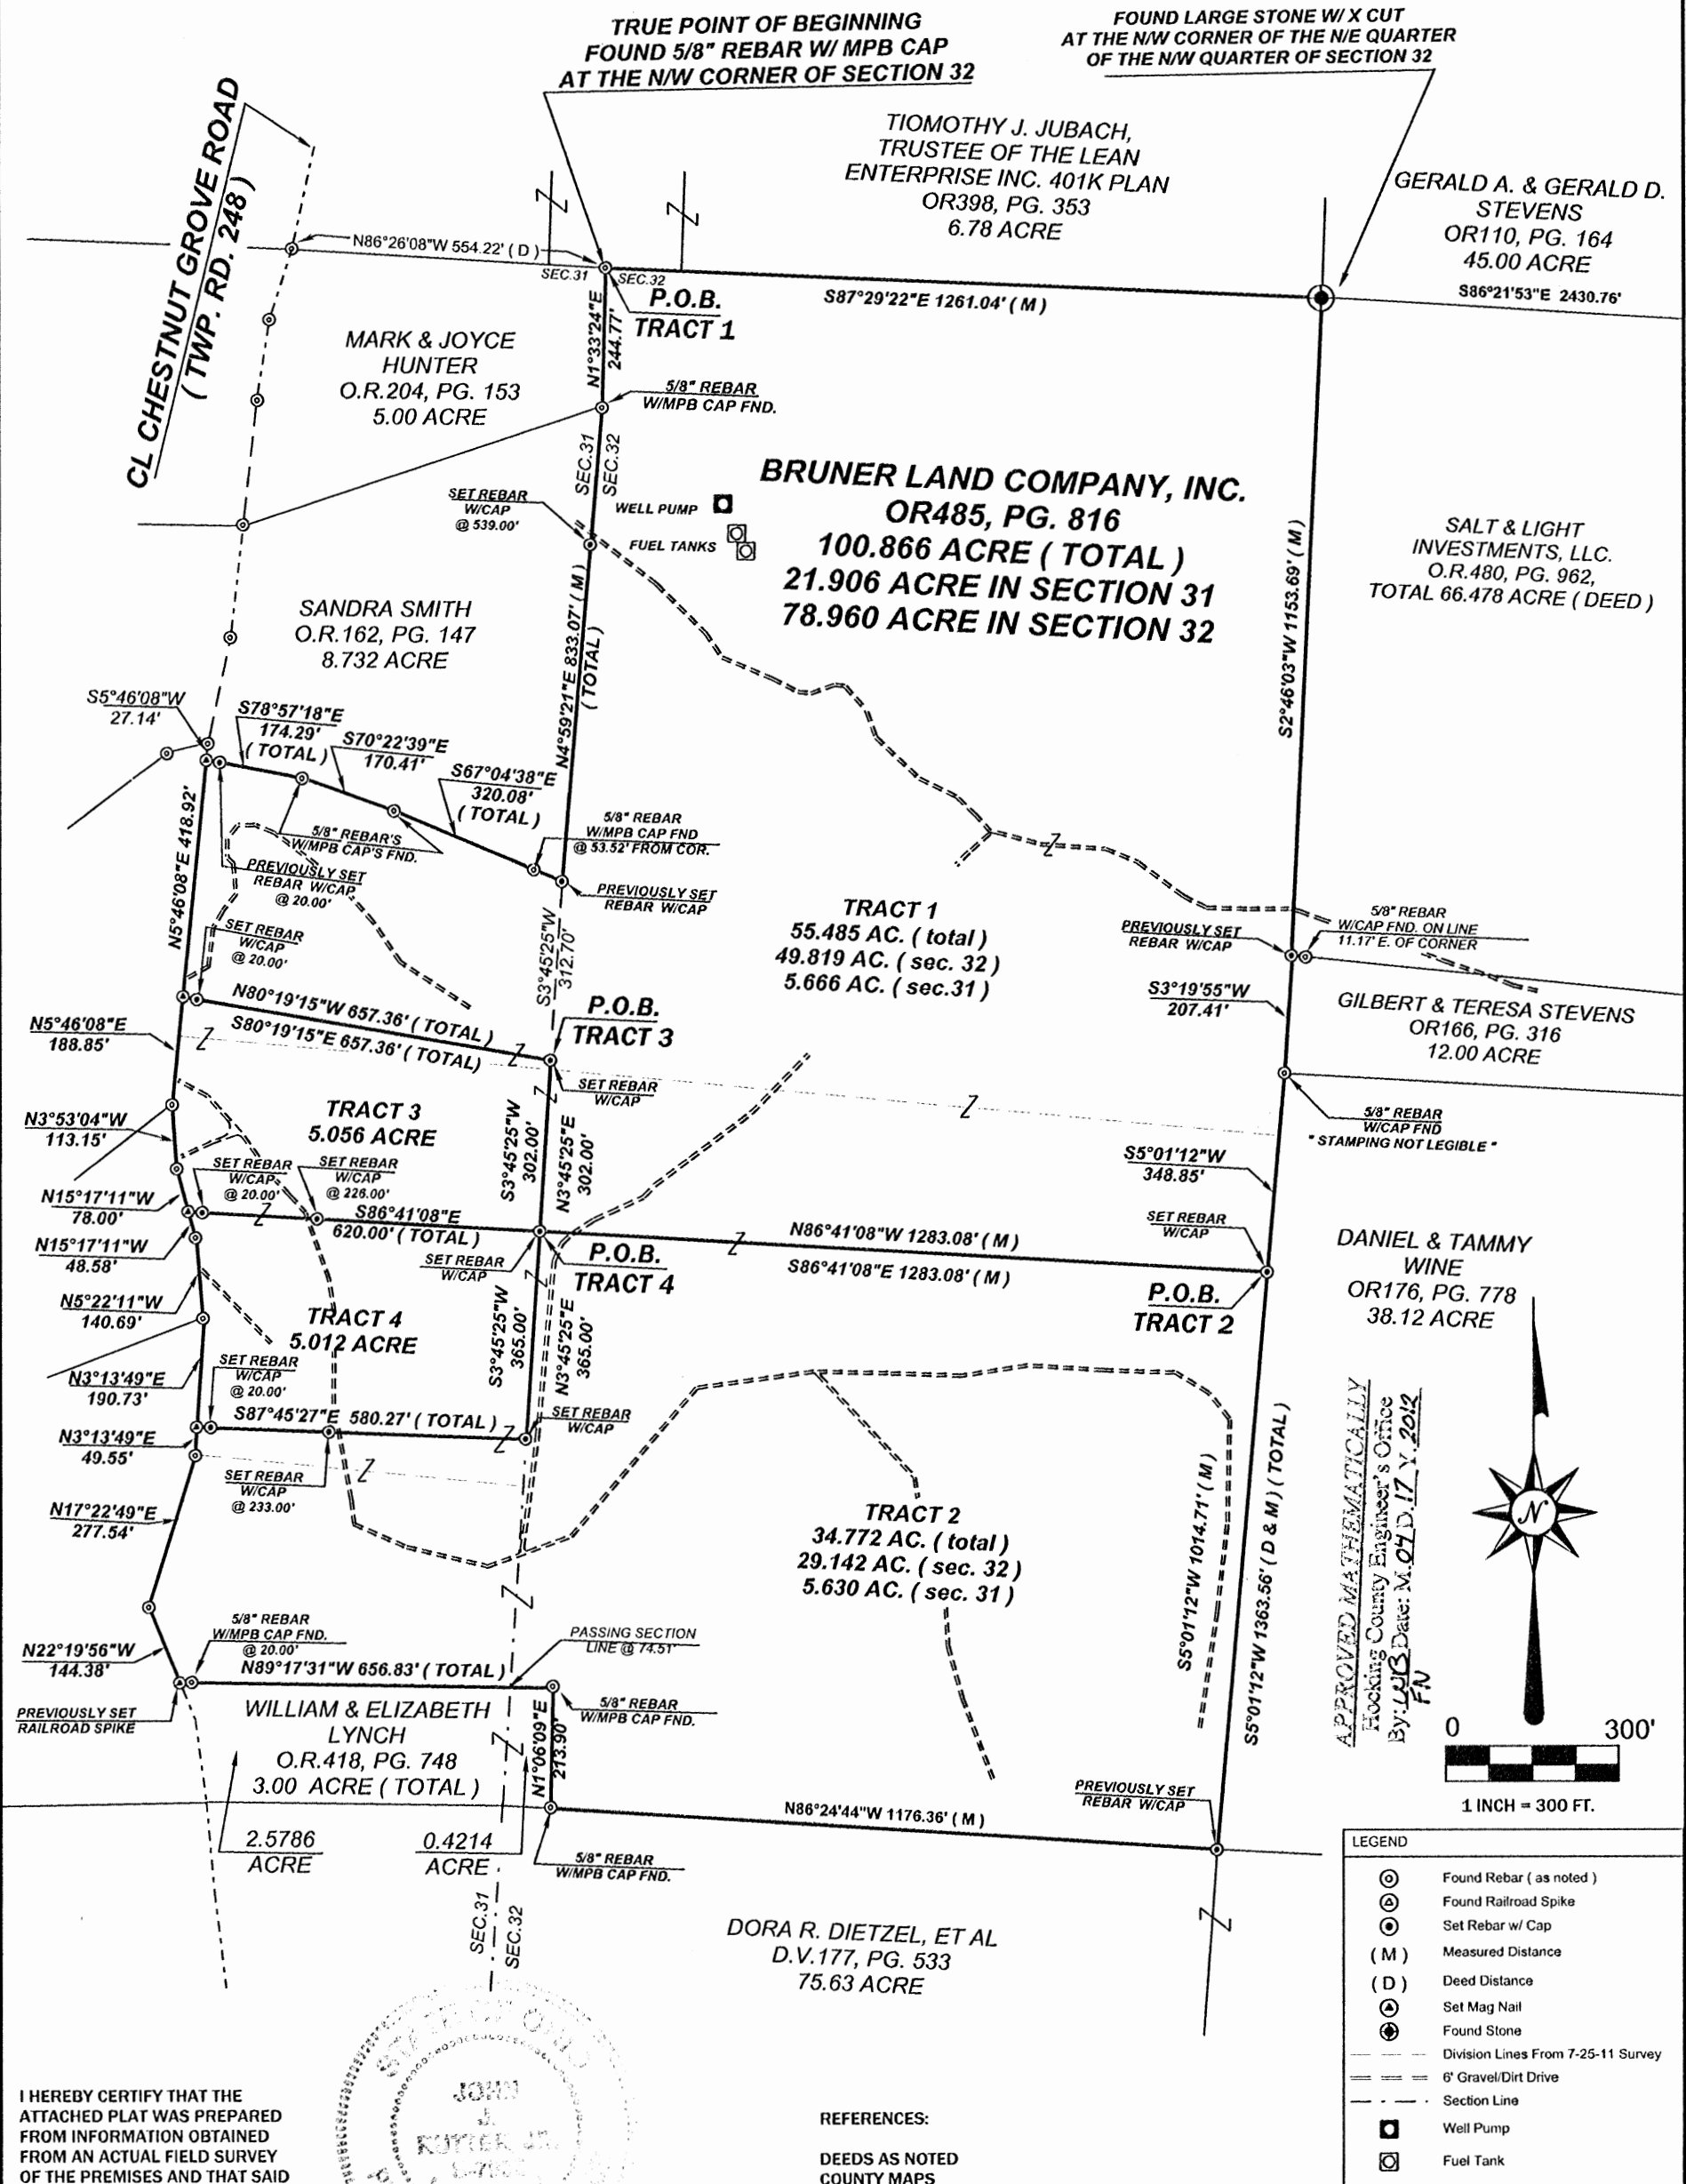 TRUE POINT OF BEGINNING
FOUND 5/8" REBAR W/ MPB CAP
AT THE N/W CORNER OF SECTION 32
FOUND LARGE STONE W/ X CUT
AT THE N/W CORNER OF THE N/E QUARTER
OF THE N/W QUARTER OF SECTION 32
CL CHESTNUT GROVE ROAD
( TWP. RD. 248 )
TIOMOTHY J. JUBACH,
TRUSTEE OF THE LEAN
ENTERPRISE INC. 401K PLAN
OR398, PG. 353
6.78 ACRE
GERALD A. & GERALD D.
STEVENS
OR110, PG. 164
45.00 ACRE
S86°21'53"E 2430.76'
N86°26'08"W 554.22' ( D )
SEC.31
SEC.32
P.O.B.
TRACT 1
S87°29'22"E 1261.04' ( M )
N1°33'24"E
244.77'
MARK & JOYCE
HUNTER
O.R.204, PG. 153
5.00 ACRE
5/8" REBAR
W/MPB CAP FND.
SEC.31
SEC.32
SET REBAR
W/CAP
@ 539.00'
WELL PUMP
FUEL TANKS
BRUNER LAND COMPANY, INC.
OR485, PG. 816
100.866 ACRE ( TOTAL )
21.906 ACRE IN SECTION 31
78.960 ACRE IN SECTION 32
S2°46'03"W 1153.69' ( M )
SALT & LIGHT
INVESTMENTS, LLC.
O.R.480, PG. 962,
TOTAL 66.478 ACRE ( DEED )
SANDRA SMITH
O.R.162, PG. 147
8.732 ACRE
N4°59'21"E 833.07' ( M )
( TOTAL )
S5°46'08"W
27.14'
S78°57'18"E
174.29'
( TOTAL )
S70°22'39"E
170.41'
S67°04'38"E
320.08'
( TOTAL )
5/8" REBAR
W/MPB CAP FND
@ 53.52' FROM COR.
5/8" REBAR'S
W/MPB CAP'S FND.
PREVIOUSLY SET
REBAR W/CAP
@ 20.00'
PREVIOUSLY SET
REBAR W/CAP
N5°46'08"E 418.92'
SET REBAR
W/CAP
@ 20.00'
S3°45'25"W
312.70'
TRACT 1
55.485 AC. ( total )
49.819 AC. ( sec. 32 )
5.666 AC. ( sec.31 )
PREVIOUSLY SET
REBAR W/CAP
5/8" REBAR
W/CAP FND. ON LINE
11.17' E. OF CORNER
S3°19'55"W
207.41'
GILBERT & TERESA STEVENS
OR166, PG. 316
12.00 ACRE
N80°19'15"W 657.36' ( TOTAL )
S80°19'15"E 657.36' ( TOTAL )
P.O.B.
TRACT 3
N5°46'08"E
188.85'
SET REBAR
W/CAP
TRACT 3
5.056 ACRE
N3°53'04"W
113.15'
S3°45'25"W
302.00'
N3°45'25"E
302.00'
5/8" REBAR
W/CAP FND
" STAMPING NOT LEGIBLE "
S5°01'12"W
348.85'
SET REBAR
W/CAP
@ 20.00'
SET REBAR
W/CAP
@ 226.00'
N15°17'11"W
78.00'
S86°41'08"E
620.00' ( TOTAL )
N86°41'08"W 1283.08' ( M )
S86°41'08"E 1283.08' ( M )
SET REBAR
W/CAP
SET REBAR
W/CAP
P.O.B.
TRACT 4
P.O.B.
TRACT 2
DANIEL & TAMMY
WINE
OR176, PG. 778
38.12 ACRE
N15°17'11"W
48.58'
N5°22'11"W
140.69'
TRACT 4
5.012 ACRE
S3°45'25"W
365.00'
N3°45'25"E
365.00'
N3°13'49"E
190.73'
SET REBAR
W/CAP
@ 20.00'
S87°45'27"E 580.27' ( TOTAL )
SET REBAR
W/CAP
N3°13'49"E
49.55'
SET REBAR
W/CAP
@ 233.00'
N17°22'49"E
277.54'
TRACT 2
34.772 AC. ( total )
29.142 AC. ( sec. 32 )
5.630 AC. ( sec. 31 )
S5°01'12"W 1014.71' ( M )
S5°01'12"W 1363.56' ( D & M ) ( TOTAL )
APPROVED MATHEMATICALLY
Hocking County Engineer's Office
By: Date: M.04 D.17 Y.2012
FN
N
0 300'
1 INCH = 300 FT.
N22°19'56"W
144.38'
5/8" REBAR
W/MPB CAP FND.
@ 20.00'
N89°17'31"W 656.83' ( TOTAL )
PASSING SECTION
LINE @ 74.51'
PREVIOUSLY SET
RAILROAD SPIKE
WILLIAM & ELIZABETH
LYNCH
O.R.418, PG. 748
3.00 ACRE ( TOTAL )
5/8" REBAR
W/MPB CAP FND.
N1°06'09"E
213.90'
2.5786
ACRE
0.4214
ACRE
N86°24'44"W 1176.36' ( M )
PREVIOUSLY SET
REBAR W/CAP
5/8" REBAR
W/MPB CAP FND.
SEC.31
SEC.32
DORA R. DIETZEL, ET AL
D.V.177, PG. 533
75.63 ACRE
LEGEND
Found Rebar ( as noted )
Found Railroad Spike
Set Rebar w/ Cap
( M ) Measured Distance
( D ) Deed Distance
Set Mag Nail
Found Stone
Division Lines From 7-25-11 Survey
6' Gravel/Dirt Drive
Section Line
Well Pump
Fuel Tank
I HEREBY CERTIFY THAT THE
ATTACHED PLAT WAS PREPARED
FROM INFORMATION OBTAINED
FROM AN ACTUAL FIELD SURVEY
OF THE PREMISES AND THAT SAID
JOHN
J.
REFERENCES:
DEEDS AS NOTED
COUNTY MAPS